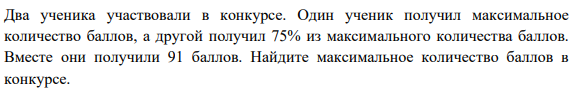 Два ученика участвовали в конкурсе. Один ученик получил максимальное
количество баллов, а другой получил 75% из максимального количества баллов.
Вместе они получили 91 баллов. Найдите максимальное количество баллов в
конкурсе.